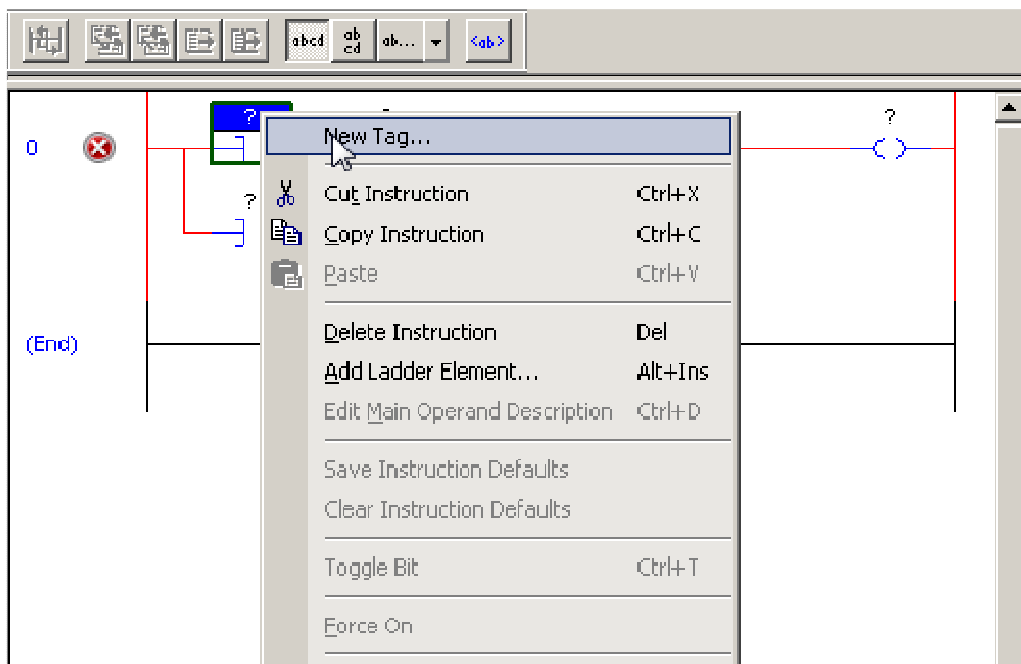 abcd ab cd ab... <ab>
?
?
0
New Tag...
?
Cut Instruction Ctrl+X
Copy Instruction Ctrl+C
Paste Ctrl+V
(End)
Delete Instruction Del
Add Ladder Element... Alt+Ins
Edit Main Operand Description Ctrl+D
Save Instruction Defaults
Clear Instruction Defaults
Toggle Bit Ctrl+T
Force On